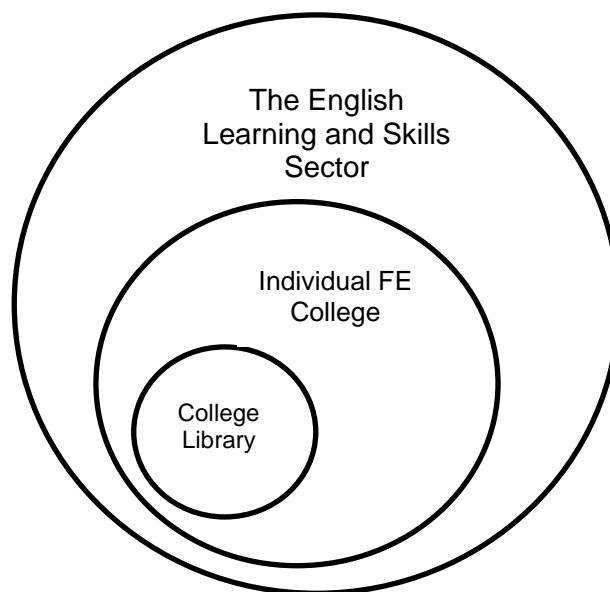 The English
Learning and Skills
Sector
Individual FE
College
College
Library